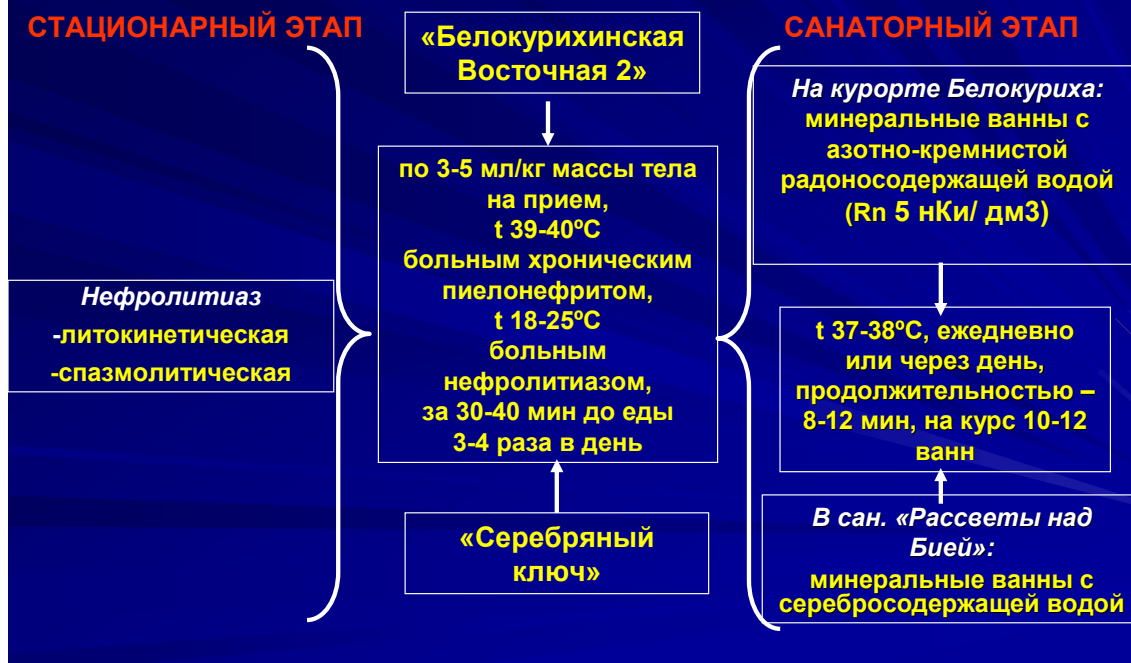 СТАЦИОНАРНЫЙ ЭТАП
Нефролитиаз
-литокинетическая
-спазмолитическая
«Белокурихинская
Восточная 2»
по 3-5 мл/кг массы тела
на прием,
t 39-40ºС
больным хроническим
пиелонефритом,
t 18-25ºС
больным
нефролитиазом,
за 30-40 мин до еды
3-4 раза в день
«Серебряный
ключ»
САНАТОРНЫЙ ЭТАП
На курорте Белокуриха:
минеральные ванны с
азотно-кремнистой
радоносодержащей водой
(Rn 5 нКи/ дм3)
t 37-38ºС, ежедневно
или через день,
продолжительностью –
8-12 мин, на курс 10-12
ванн
В сан. «Рассветы над
Бией»:
минеральные ванны с
серебросодержащей водой